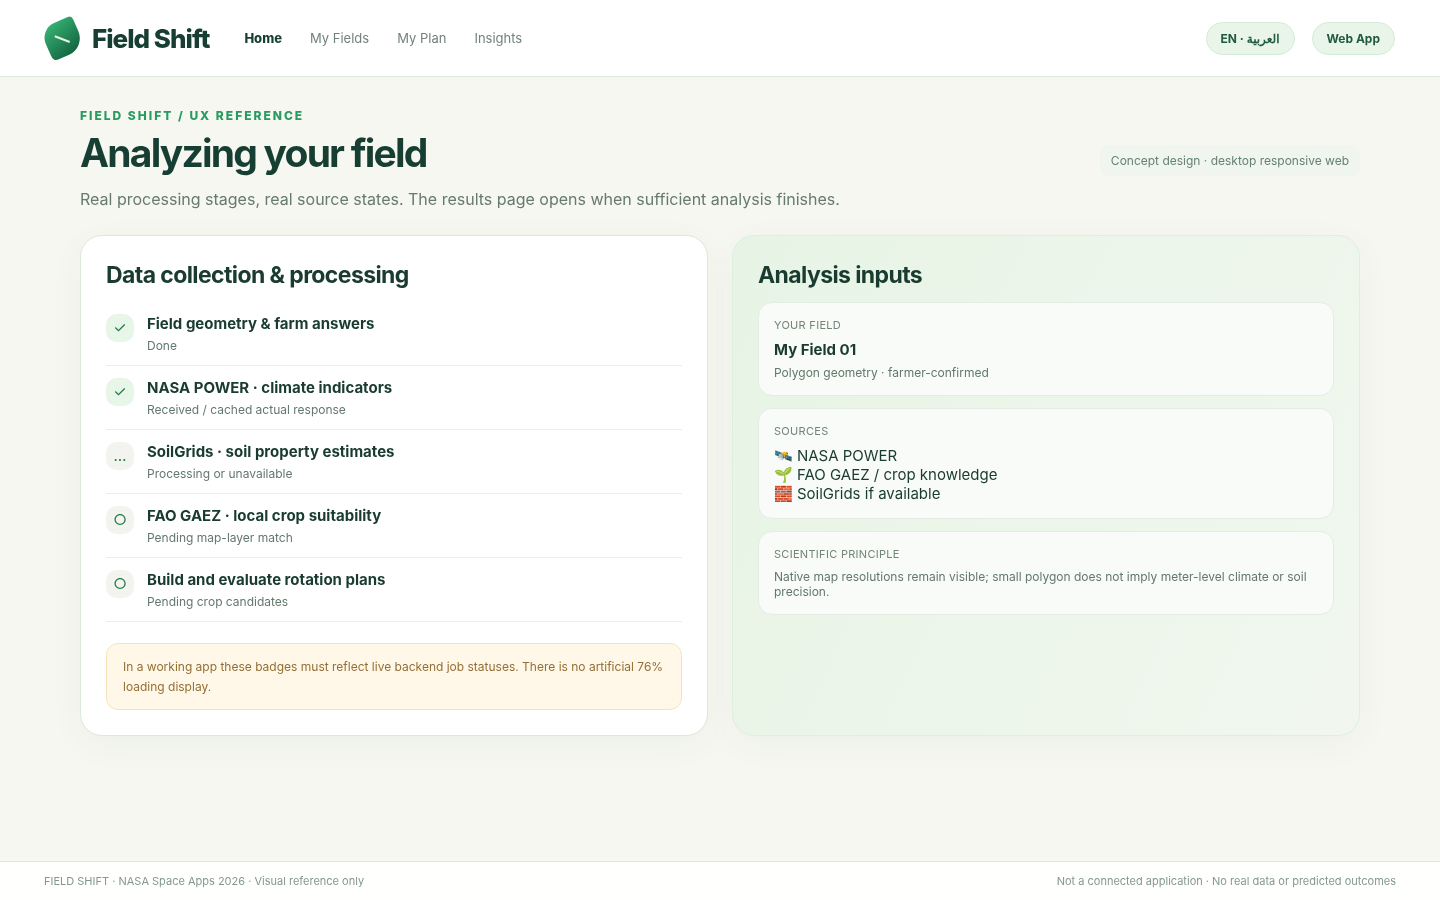 Field Shift
Home
My Fields
My Plan
Insights
EN · العربية
Web App
FIELD SHIFT / UX REFERENCE
Analyzing your field
Concept design · desktop responsive web
Real processing stages, real source states. The results page opens when sufficient analysis finishes.
Data collection & processing
Field geometry & farm answers
Done
NASA POWER · climate indicators
Received / cached actual response
...
SoilGrids · soil property estimates
Processing or unavailable
FAO GAEZ · local crop suitability
Pending map-layer match
Build and evaluate rotation plans
Pending crop candidates
In a working app these badges must reflect live backend job statuses. There is no artificial 76%
loading display.
Analysis inputs
YOUR FIELD
My Field 01
Polygon geometry · farmer-confirmed
SOURCES
NASA POWER
FAO GAEZ / crop knowledge
SoilGrids if available
SCIENTIFIC PRINCIPLE
Native map resolutions remain visible; small polygon does not imply meter-level climate or soil
precision.
FIELD SHIFT · NASA Space Apps 2026 · Visual reference only
Not a connected application · No real data or predicted outcomes